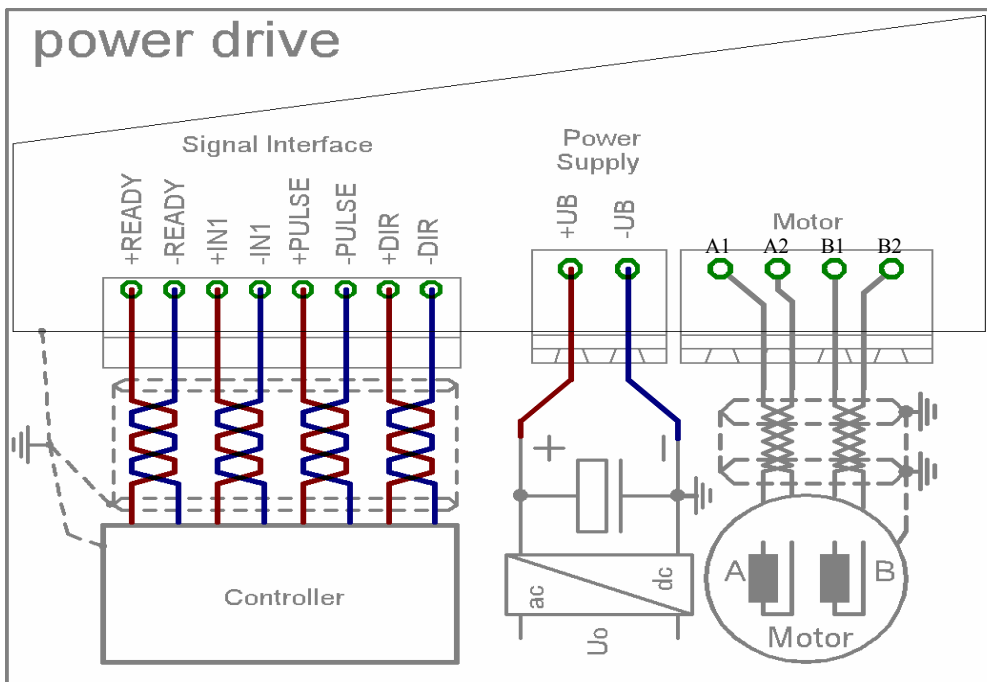 power drive
Signal Interface
Power
Supply
Motor
+READY
-READY
+IN1
-IN1
+PULSE
-PULSE
+DIR
-DIR
+UB
-UB
A1 A2 B1 B2
+ −
Controller
ac
dc
Uo
A B
Motor